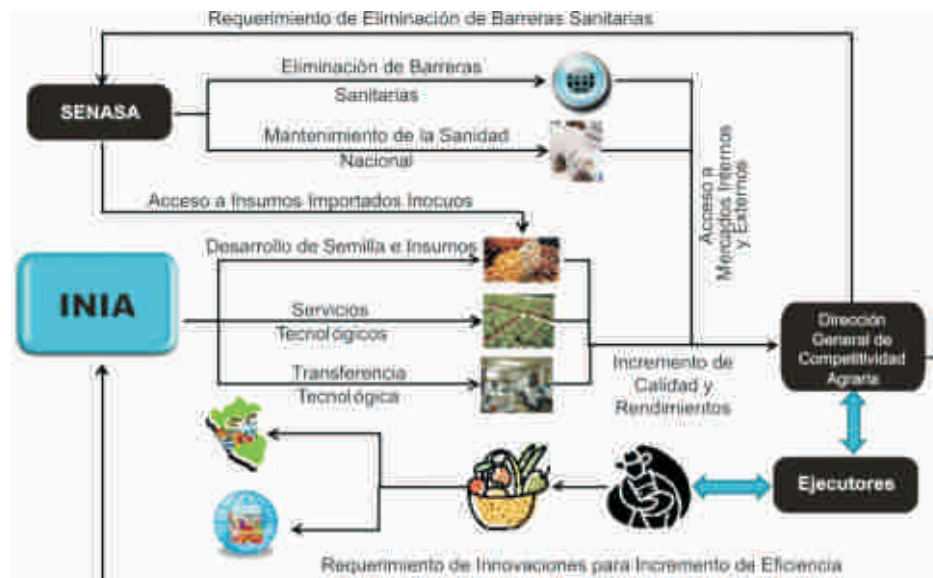 Requerimiento de Eliminación de Barreras Sanitarias
Eliminación de Barreras
Sanitarias
SENASA
Mantenimiento de la Sanidad
Nacional
Acceso a
Mercados Internos
y Externos
Acceso a Insumos Importados Inocuos
Desarrollo de Semilla e Insumos
INIA
Servicios
Tecnológicos
Transferencia
Tecnológica
Incremento de
Calidad y
Rendimientos
Dirección
General de
Competitividad
Agraria
Ejecutores
Requerimiento de Innovaciones para Incremento de Eficiencia